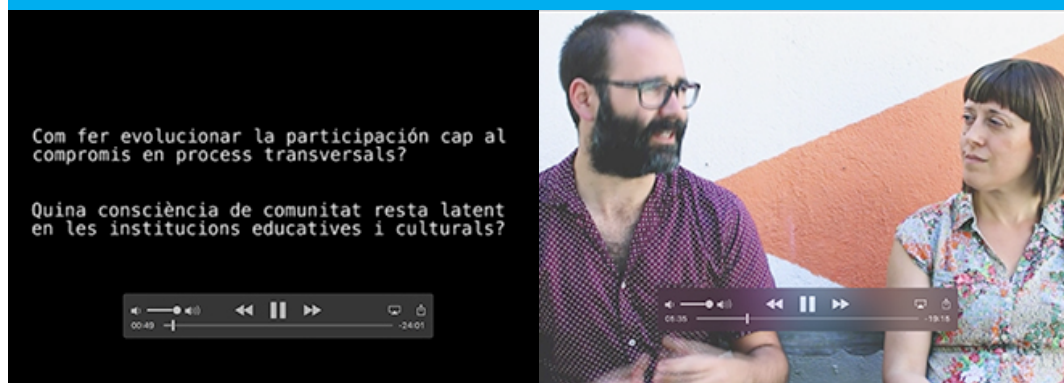 Com fer evolucionar la participación cap al
compromis en process transversals?
Quina consciència de comunitat resta latent
en les institucions educatives i culturals?
00:49
-24:01
05:35
-19:15